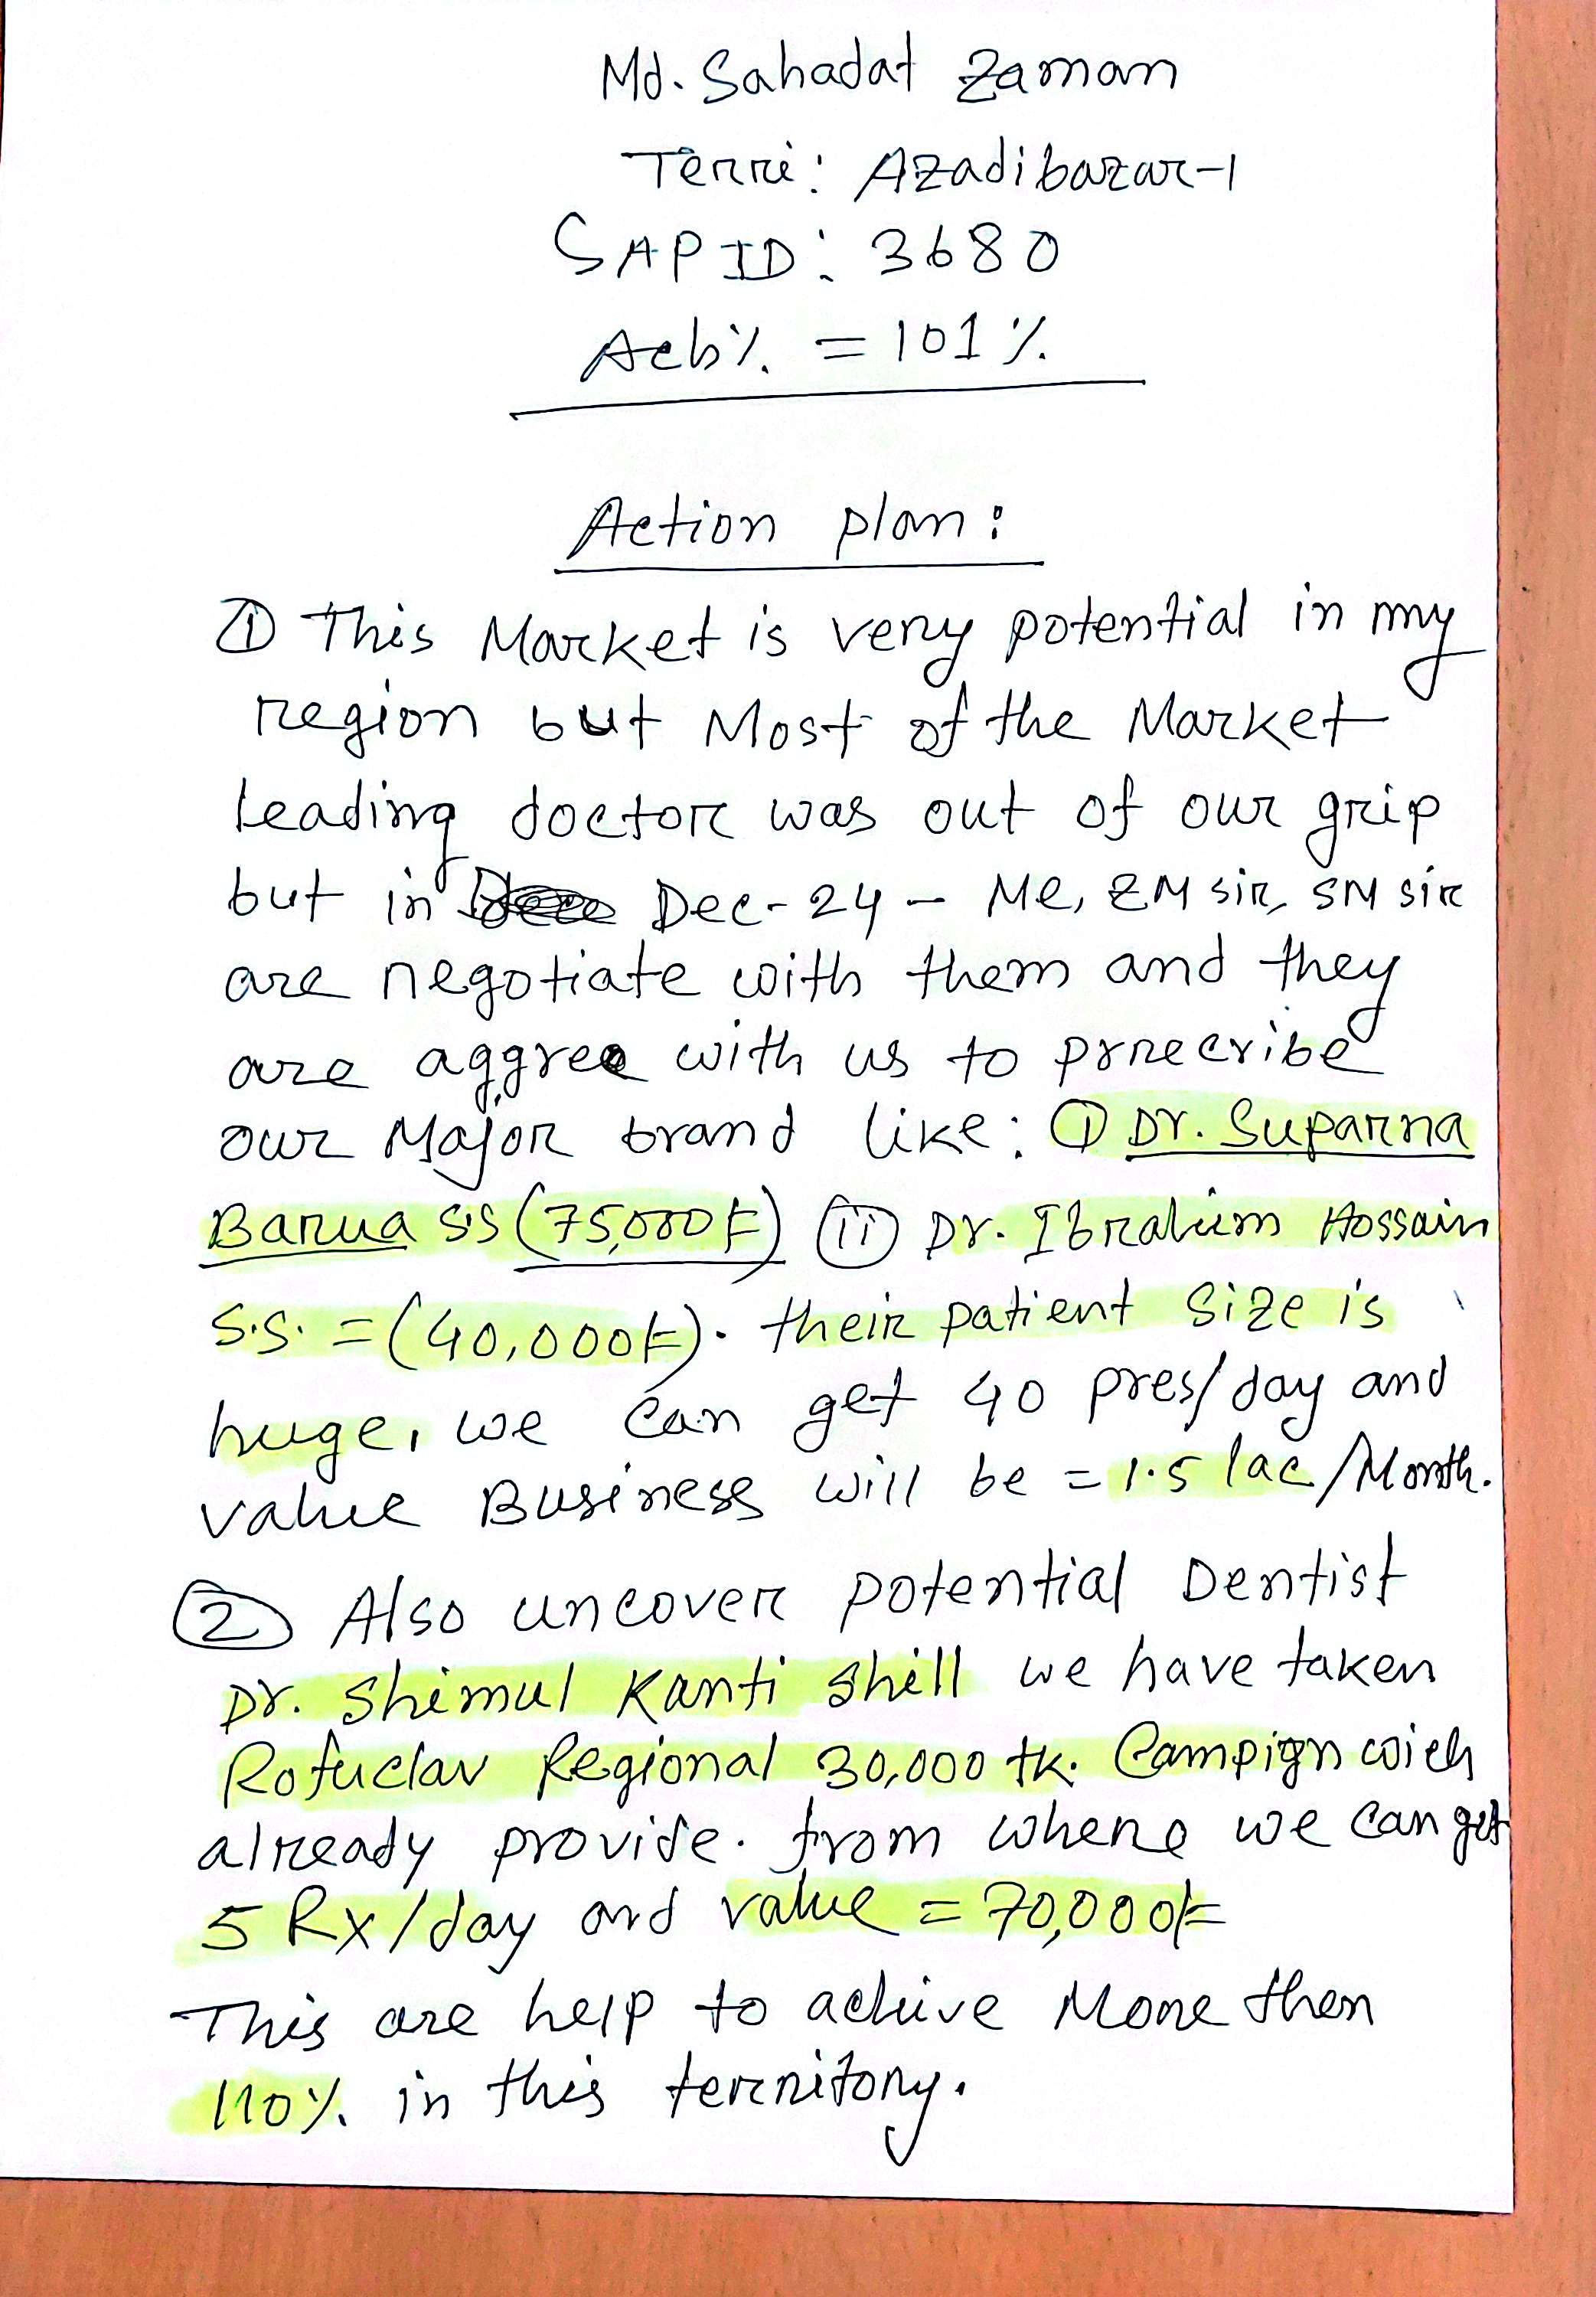 Md. Sahadat Zaman
Terri: Azadibazar-1
SAP ID: 3680
Ach% = 101%
Action plan:
① This Market is very potential in my
region but Most of the Market
leading doctor was out of our grip
but in Dec-24 - Me, ZM sir, SM sir
are negotiate with them and they
are aggree with us to prrecribe
our Major brand like: ① Dr. Suparna
Barua SS (75,000/=) (ii) Dr. Ibrahim Hossain
S.S. = (40,000/=). their patient size is
huge, we can get 40 pres/day and
value Business will be = 1.5 lac/Month.
② Also uncover potential Dentist
Dr. Shimul Kanti Shill we have taken
Rofuclav Regional 30,000 tk. Campign wich
already provide. from where we can get
5 Rx/day and value = 70,000/=
This are help to achive More then
110% in this territory.